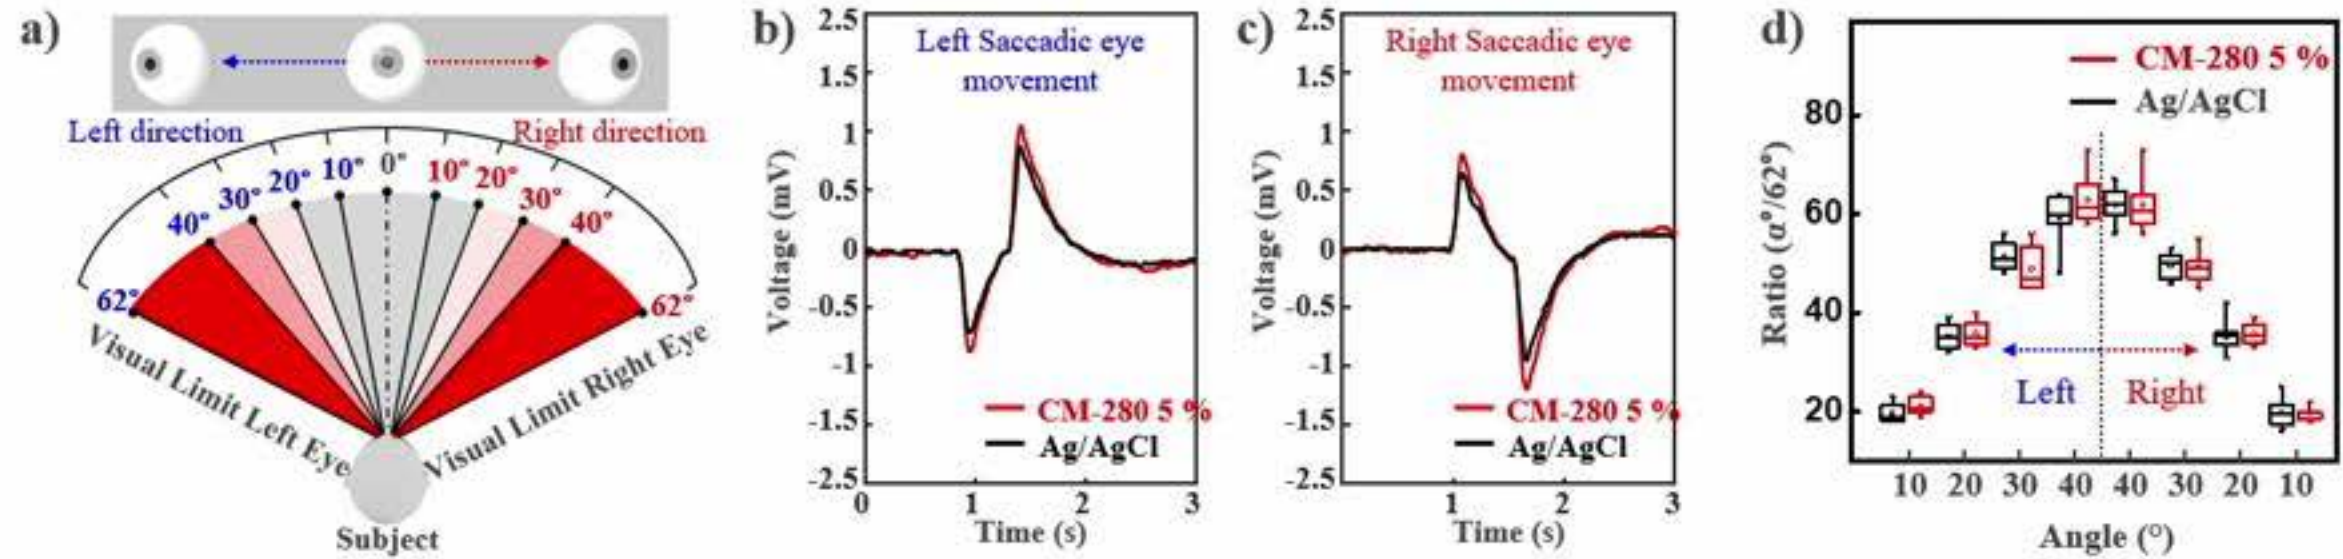 a)
Left direction
Right direction
62°
40°
30°
20°
10°
0°
10°
20°
30°
40°
62°
Visual Limit Left Eye
Visual Limit Right Eye
Subject
b)
Left Saccadic eye
movement
Voltage (mV)
2.5
1.5
1
0.5
0
-0.5
-1
-1.5
-2.5
CM-280 5 %
Ag/AgCl
0 1 2 3
Time (s)
c)
Right Saccadic eye
movement
Voltage (mV)
2.5
1.5
1
0.5
0
-0.5
-1
-1.5
-2.5
CM-280 5 %
Ag/AgCl
1 2 3
Time (s)
d)
CM-280 5 %
Ag/AgCl
Ratio (α°/62°)
80
60
40
20
Left
Right
10 20 30 40 40 30 20 10
Angle (°)